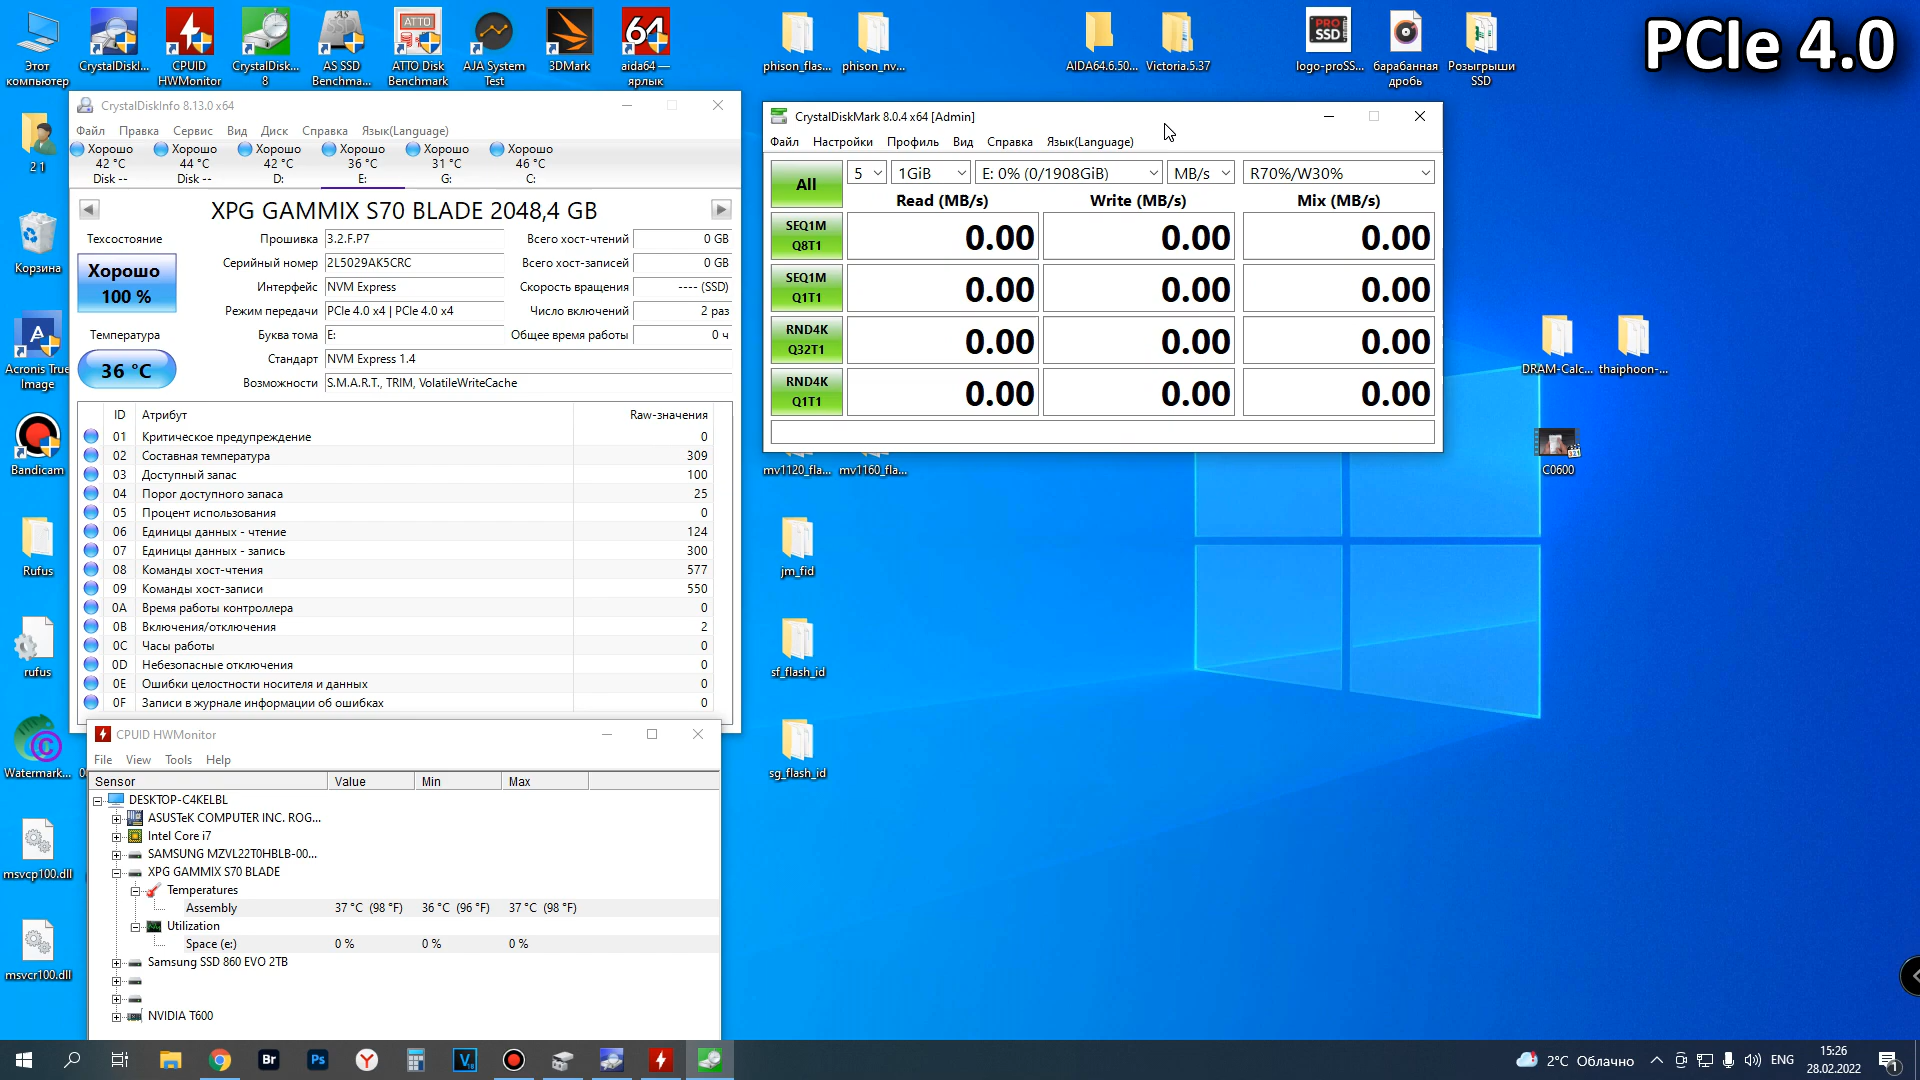 PCIe 4.0
Этот компьютер
CrystalDiskI...
CPUID HWMonitor
CrystalDisk... 8
AS SSD Benchma...
ATTO Disk Benchmark
AJA System Test
3DMark
aida64 — ярлык
phison_flas...
phison_nv...
AIDA64.6.50...
Victoria.5.37
logo-proSS...
барабанная дробь
Розыгрыши SSD
2 1
Корзина
Acronis True Image
Bandicam
Rufus
rufus
Watermark...
msvcp100.dll
msvcr100.dll
CrystalDiskInfo 8.13.0 x64
Файл Правка Сервис Вид Диск Справка Язык(Language)
Хорошо Хорошо Хорошо Хорошо Хорошо Хорошо
42 °C 44 °C 42 °C 36 °C 31 °C 46 °C
Disk -- Disk -- D: E: G: C:
XPG GAMMIX S70 BLADE 2048,4 GB
Техсостояние
Хорошо
100 %
Температура
36 °C
Прошивка 3.2.F.P7
Серийный номер 2L5029AK5CRC
Интерфейс NVM Express
Режим передачи PCIe 4.0 x4 | PCIe 4.0 x4
Буква тома E:
Стандарт NVM Express 1.4
Возможности S.M.A.R.T., TRIM, VolatileWriteCache
Всего хост-чтений 0 GB
Всего хост-записей 0 GB
Скорость вращения ---- (SSD)
Число включений 2 раз
Общее время работы 0 ч
ID Атрибут Raw-значения
01 Критическое предупреждение 0
02 Составная температура 309
03 Доступный запас 100
04 Порог доступного запаса 25
05 Процент использования 0
06 Единицы данных - чтение 124
07 Единицы данных - запись 300
08 Команды хост-чтения 577
09 Команды хост-записи 550
0A Время работы контроллера 0
0B Включения/отключения 2
0C Часы работы 0
0D Небезопасные отключения 0
0E Ошибки целостности носителя и данных 0
0F Записи в журнале информации об ошибках 0
CrystalDiskMark 8.0.4 x64 [Admin]
Файл Настройки Профиль Вид Справка Язык(Language)
All 5 1GiB E: 0% (0/1908GiB) MB/s R70%/W30%
Read (MB/s) Write (MB/s) Mix (MB/s)
SEQ1M Q8T1 0.00 0.00 0.00
SEQ1M Q1T1 0.00 0.00 0.00
RND4K Q32T1 0.00 0.00 0.00
RND4K Q1T1 0.00 0.00 0.00
mv1120_fla...
mv1160_fla...
jm_fid
sf_flash_id
sg_flash_id
DRAM-Calc...
thaiphoon-...
C0600
CPUID HWMonitor
File View Tools Help
Sensor Value Min Max
DESKTOP-C4KELBL
ASUSTeK COMPUTER INC. ROG...
Intel Core i7
SAMSUNG MZVL22T0HBLB-00...
XPG GAMMIX S70 BLADE
Temperatures
Assembly 37 °C (98 °F) 36 °C (96 °F) 37 °C (98 °F)
Utilization
Space (e:) 0 % 0 % 0 %
Samsung SSD 860 EVO 2TB
NVIDIA T600
2°C Облачно
ENG
15:26
28.02.2022
1